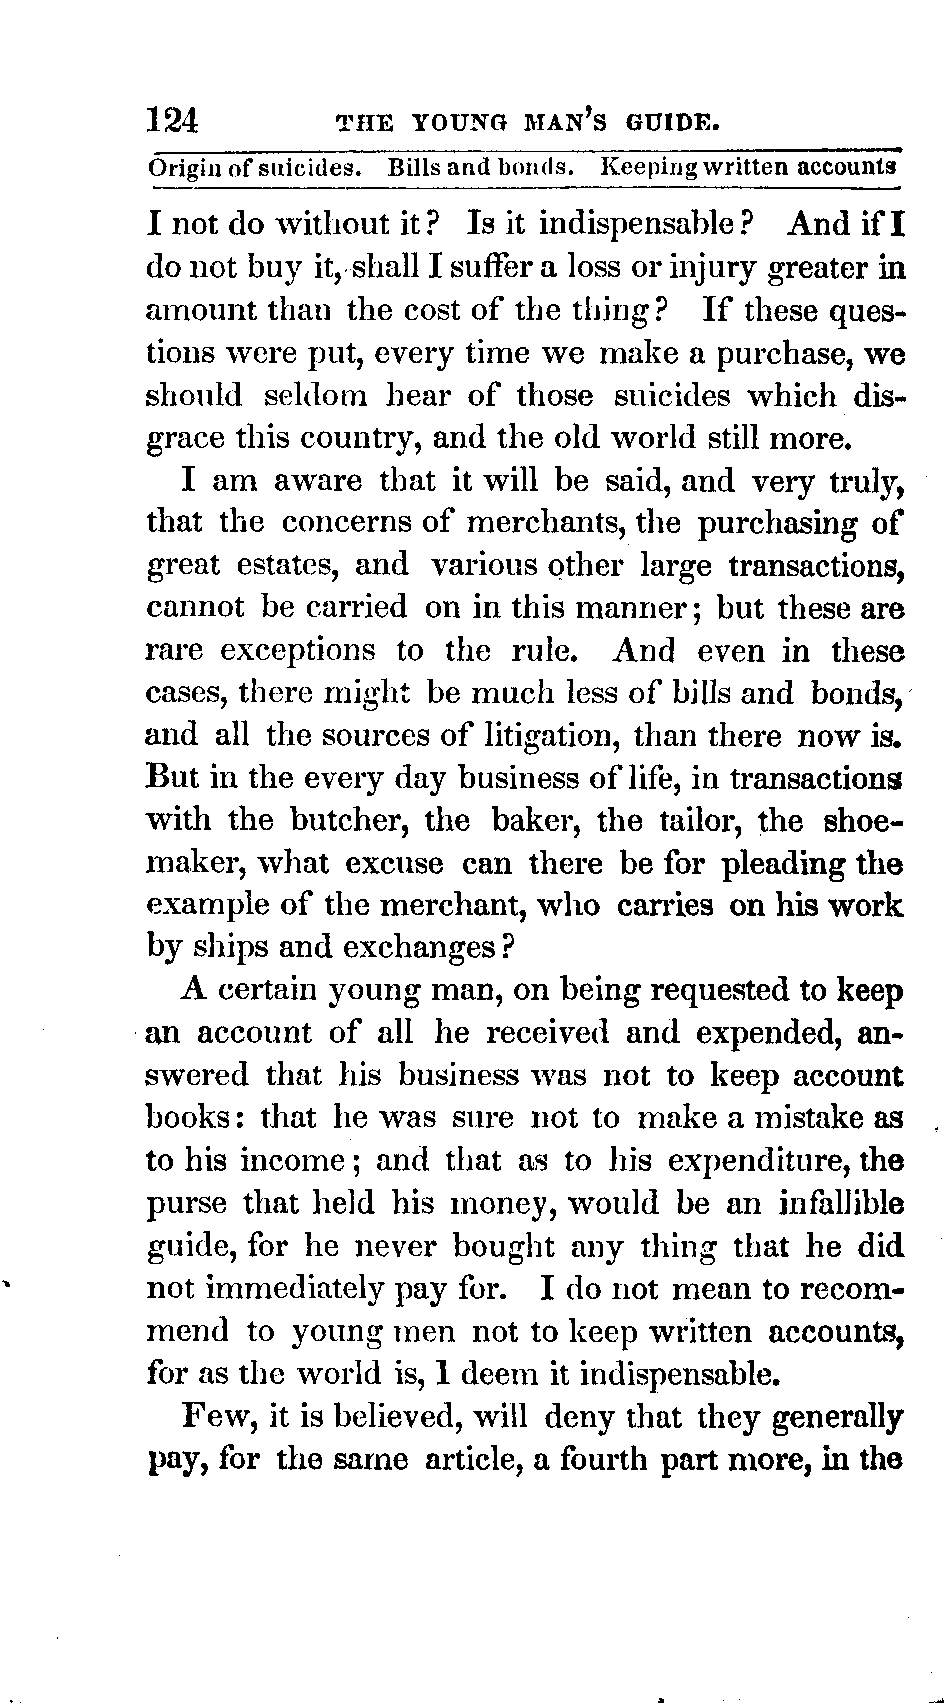 124 THE YOUNG MAN'S GUIDE.
Origin of suicides. Bills and bonds. Keeping written accounts
I not do without it? Is it indispensable? And if I
do not buy it, shall I suffer a loss or injury greater in
amount than the cost of the thing? If these ques-
tions were put, every time we make a purchase, we
should seldom hear of those suicides which dis-
grace this country, and the old world still more.
I am aware that it will be said, and very truly,
that the concerns of merchants, the purchasing of
great estates, and various other large transactions,
cannot be carried on in this manner; but these are
rare exceptions to the rule. And even in these
cases, there might be much less of bills and bonds,
and all the sources of litigation, than there now is.
But in the every day business of life, in transactions
with the butcher, the baker, the tailor, the shoe-
maker, what excuse can there be for pleading the
example of the merchant, who carries on his work
by ships and exchanges?
A certain young man, on being requested to keep
an account of all he received and expended, an-
swered that his business was not to keep account
books: that he was sure not to make a mistake as
to his income; and that as to his expenditure, the
purse that held his money, would be an infallible
guide, for he never bought any thing that he did
not immediately pay for. I do not mean to recom-
mend to young men not to keep written accounts,
for as the world is, I deem it indispensable.
Few, it is believed, will deny that they generally
pay, for the same article, a fourth part more, in the